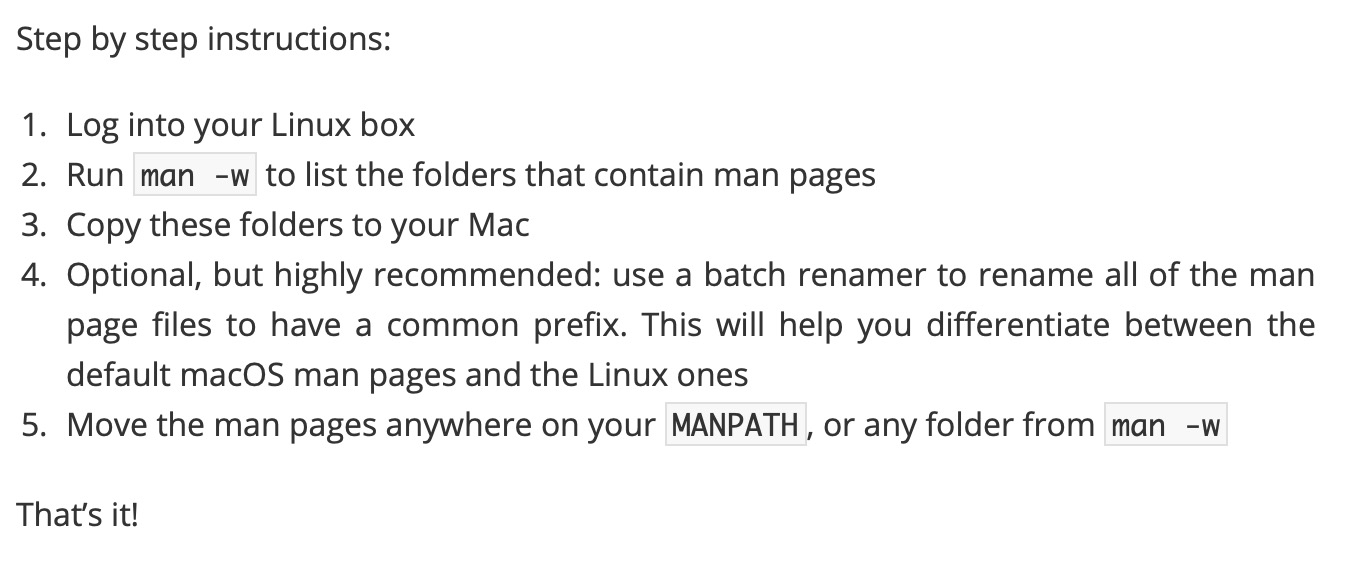 Step by step instructions:
1. Log into your Linux box
2. Run man -w to list the folders that contain man pages
3. Copy these folders to your Mac
4. Optional, but highly recommended: use a batch renamer to rename all of the man
page files to have a common prefix. This will help you differentiate between the
default macOS man pages and the Linux ones
5. Move the man pages anywhere on your MANPATH, or any folder from man -w
That’s it!